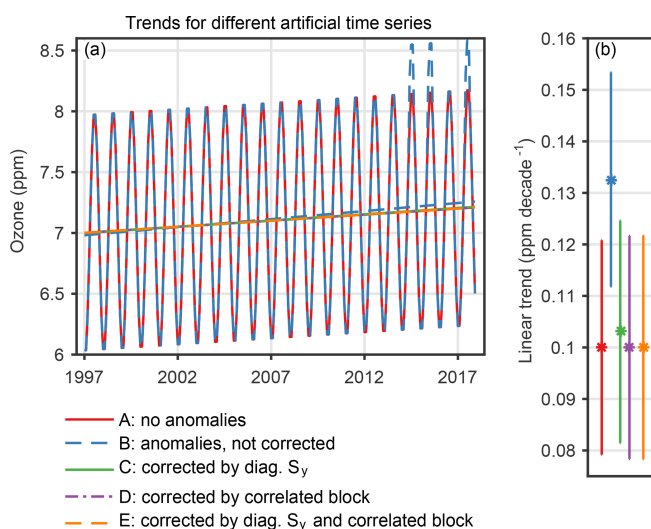 Trends for different artificial time series
(a)
Ozone (ppm)
8.5
8
7.5
7
6.5
6
1997
2002
2007
2012
2017
A: no anomalies
B: anomalies, not corrected
C: corrected by diag. Sy
D: corrected by correlated block
E: corrected by diag. Sy and correlated block
(b)
Linear trend (ppm decade-1)
0.16
0.15
0.14
0.13
0.12
0.11
0.1
0.09
0.08